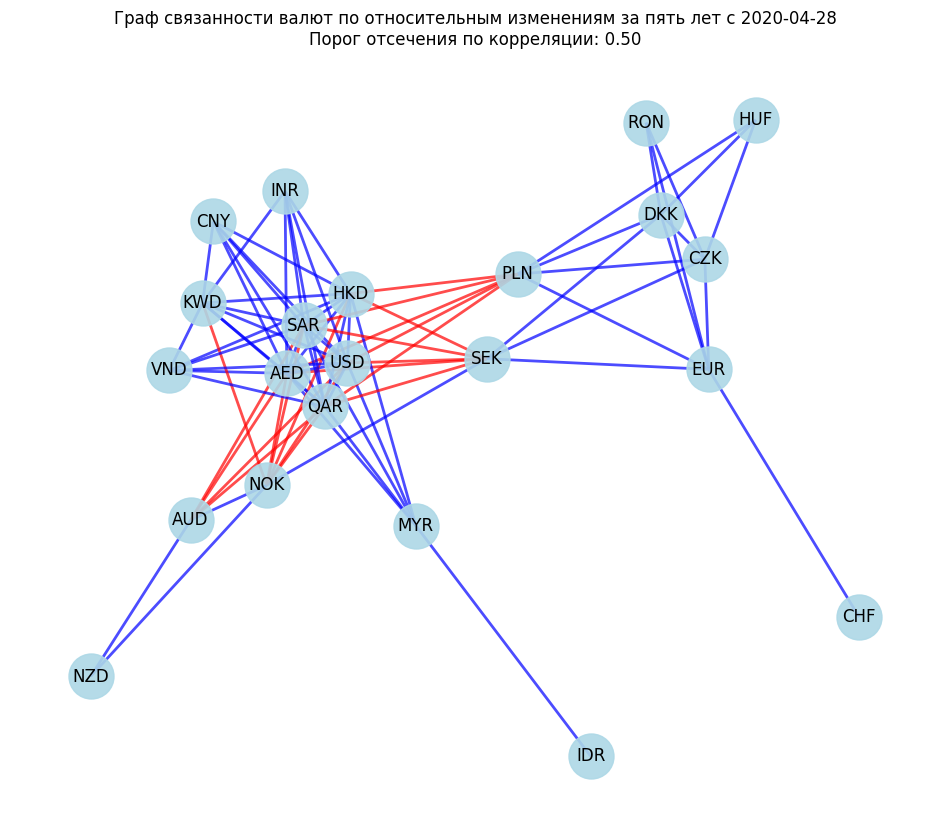 Граф связанности валют по относительным изменениям за пять лет с 2020-04-28
Порог отсечения по корреляции: 0.50
HUF
RON
INR
DKK
CNY
CZK
PLN
HKD
KWD
SAR
SEK
USD
EUR
VND
AED
QAR
NOK
AUD
MYR
CHF
NZD
IDR